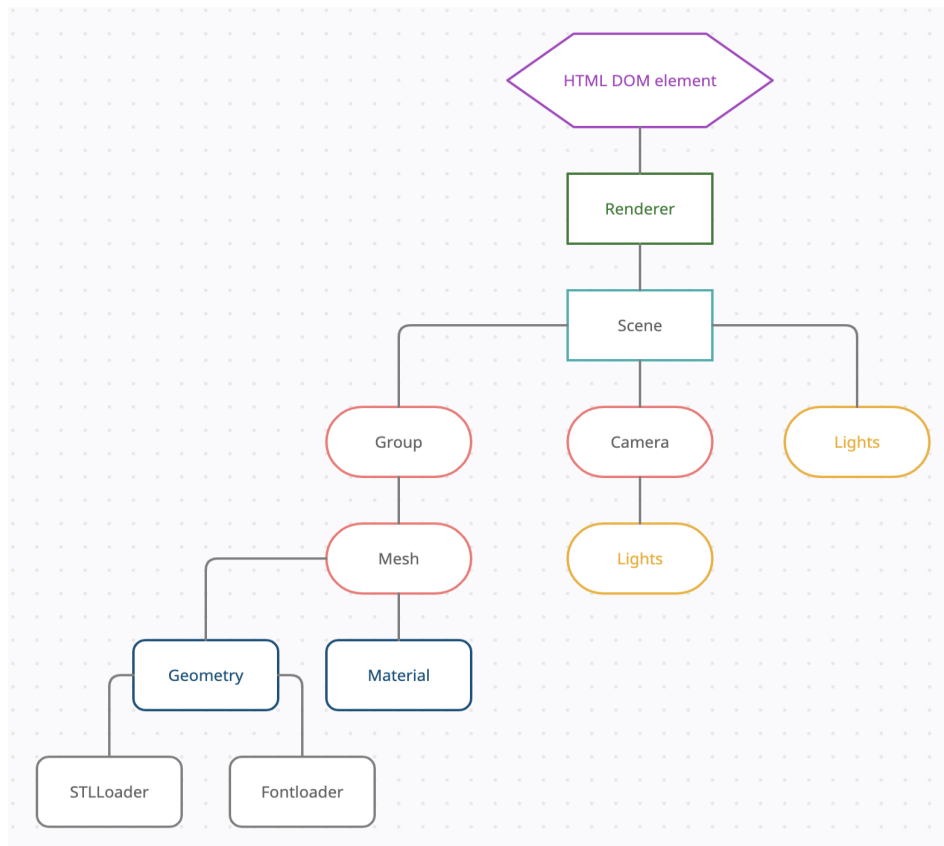 HTML DOM element
Renderer
Scene
Group
Camera
Lights
Mesh
Lights
Geometry
Material
STLLoader
Fontloader